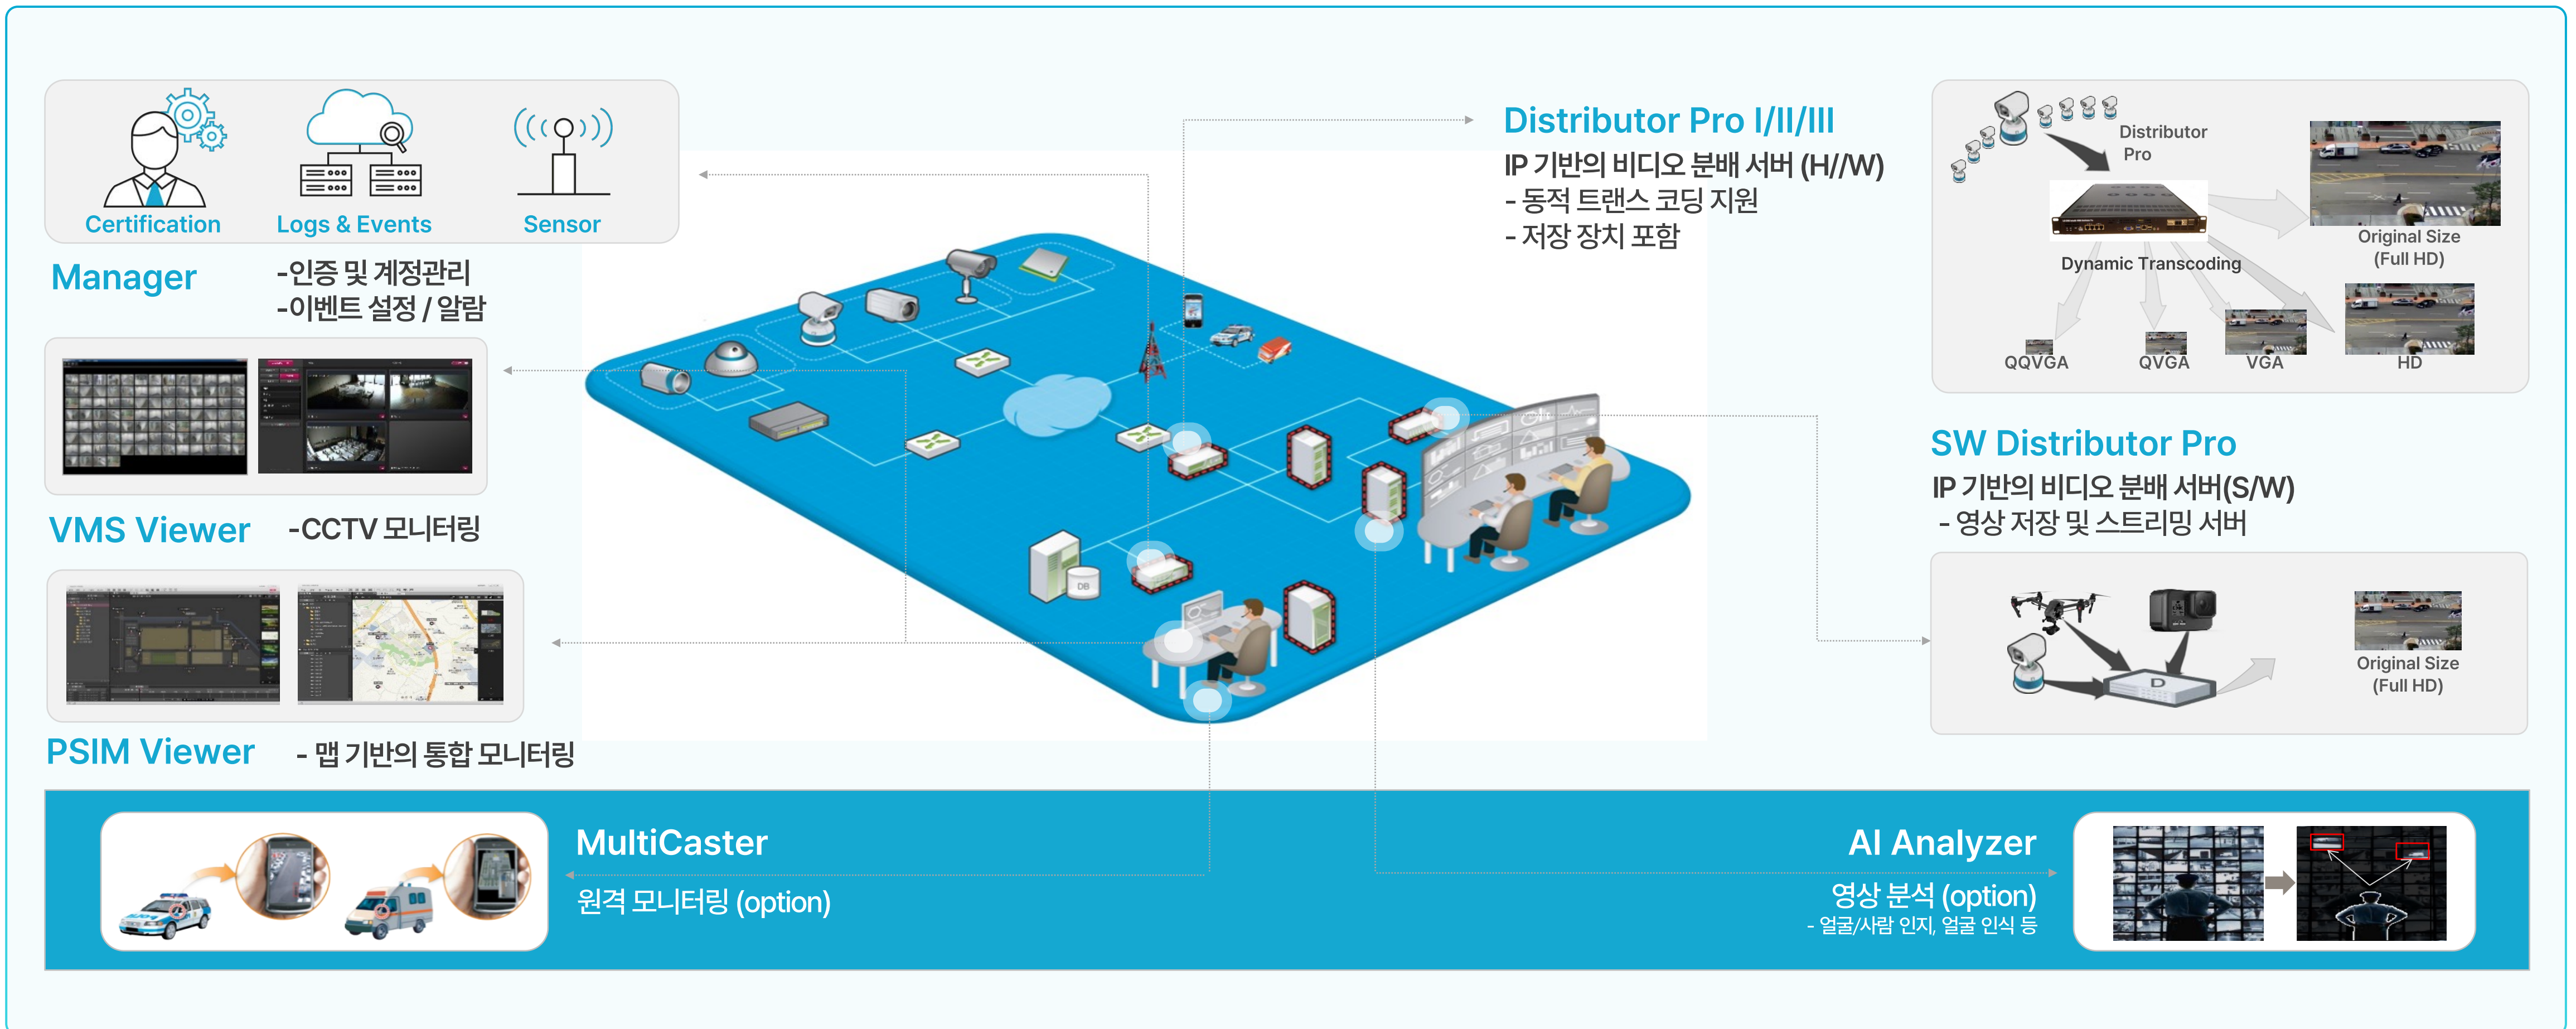 Certification
Logs & Events
Sensor
Manager
-인증 및 계정관리
-이벤트 설정 / 알람
VMS Viewer
-CCTV 모니터링
PSIM Viewer
- 맵 기반의 통합 모니터링
Distributor Pro I/II/III
IP 기반의 비디오 분배 서버 (H//W)
- 동적 트랜스 코딩 지원
- 저장 장치 포함
Distributor
Pro
Dynamic Transcoding
Original Size
(Full HD)
QQVGA
QVGA
VGA
HD
SW Distributor Pro
IP 기반의 비디오 분배 서버(S/W)
- 영상 저장 및 스트리밍 서버
D
Original Size
(Full HD)
DB
MultiCaster
원격 모니터링 (option)
AI Analyzer
영상 분석 (option)
- 얼굴/사람 인지, 얼굴 인식 등